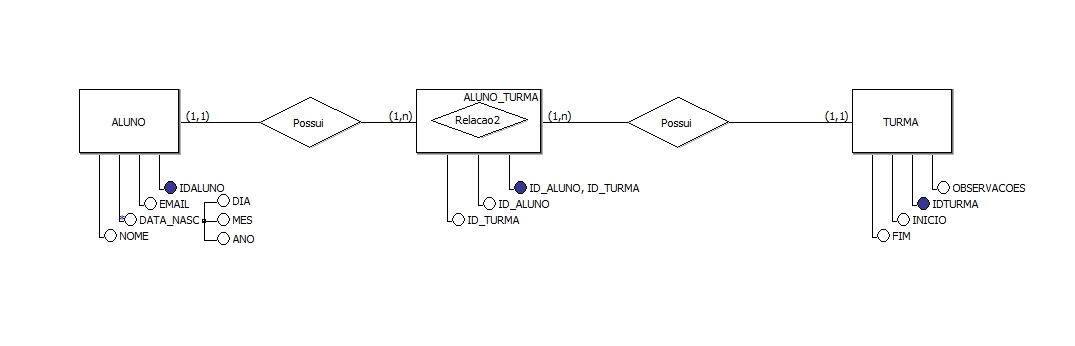 ALUNO_TURMA
ALUNO
(1,1)
Possui
(1,n)
Relacao2
(1,n)
Possui
(1,1)
TURMA
IDALUNO
EMAIL
DATA_NASC
NOME
DIA
MES
ANO
ID_ALUNO, ID_TURMA
ID_ALUNO
ID_TURMA
OBSERVACOES
IDTURMA
INICIO
FIM